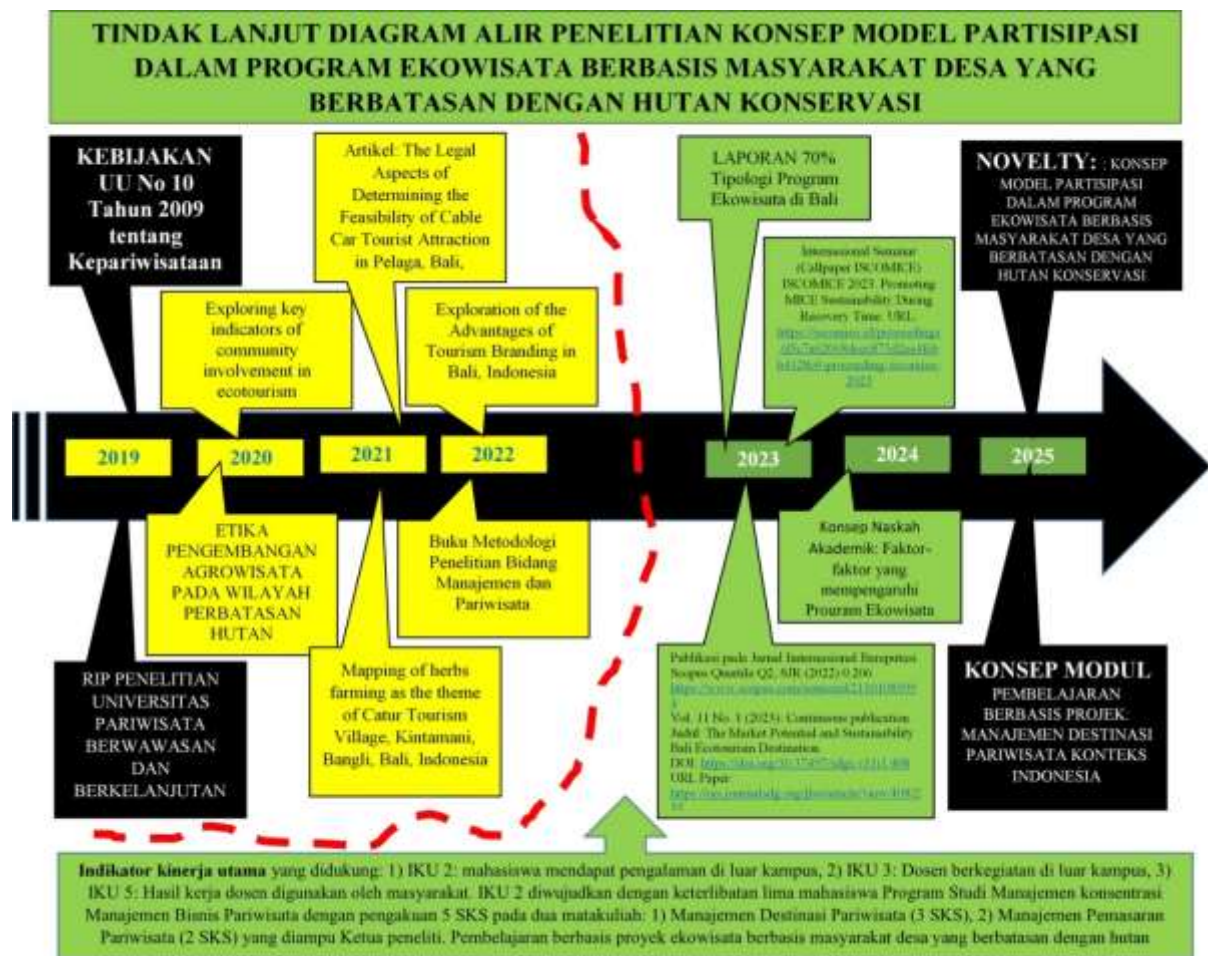 TINDAK LANJUT DIAGRAM ALIR PENELITIAN KONSEP MODEL PARTISIPASI
DALAM PROGRAM EKOWISATA BERBASIS MASYARAKAT DESA YANG
BERBATASAN DENGAN HUTAN KONSERVASI
KEBIJAKAN
UU No 10
Tahun 2009
tentang
Kepariwisataan
Exploring key
indicators of
community
involvement in
ecotourism
Artikel: The Legal
Aspects of
Determining the
Feasibility of Cable
Car Tourist Attraction
in Pelaga, Bali,
Exploration of the
Advantages of
Tourism Branding in
Bali, Indonesia
LAPORAN 70%
Tipologi Program
Ekowisata di Bali
Internasional Seminar
(Callpaper ISCOMICE)
ISCOMICE 2023. Promoting
MICE Sustainability During
Recovery Time. URL
2023
NOVELTY: ; KONSEP
MODEL PARTISIPASI
DALAM PROGRAM
EKOWISATA BERBASIS
MASYARAKAT DESA YANG
BERBATASAN DENGAN
HUTAN KONSERVASI
2019
2020
2021
2022
2023
2024
2025
RIP PENELITIAN
UNIVERSITAS
PARIWISATA
BERWAWASAN
DAN
BERKELANJUTAN
ETIKA
PENGEMBANGAN
AGROWISATA
PADA WILAYAH
PERBATASAN
HUTAN
Mapping of herbs
farming as the theme
of Catur Tourism
Village, Kintamani,
Bangli, Bali, Indonesia
Buku Metodologi
Penelitian Bidang
Manajemen dan
Pariwisata
Publikasi pada Jurnal Internasional Bereputasi
Scopus Quartile Q2, SJR (2022) 0.266
Vol. 11 No. 1 (2023): Continuous publication
Judul: The Market Potential and Sustainability
Bali Ecotourism Destination.
DOI:
URL Paper:
Konsep Naskah
Akademik: Faktor-
faktor yang
mempengaruhi
Program Ekowisata
KONSEP MODUL
PEMBELAJARAN
BERBASIS PROJEK:
MANAJEMEN DESTINASI
PARIWISATA KONTEKS
INDONESIA
Indikator kinerja utama yang didukung: 1) IKU 2: mahasiswa mendapat pengalaman di luar kampus, 2) IKU 3: Dosen berkegiatan di luar kampus, 3)
IKU 5: Hasil kerja dosen digunakan oleh masyarakat. IKU 2 diwujudkan dengan keterlibatan lima mahasiswa Program Studi Manajemen konsentrasi
Manajemen Bisnis Pariwisata dengan pengakuan 5 SKS pada dua matakuliah: 1) Manajemen Destinasi Pariwisata (3 SKS), 2) Manajemen Pemasaran
Pariwisata (2 SKS) yang diampu Ketua peneliti. Pembelajaran berbasis proyek ekowisata berbasis masyarakat desa yang berbatasan dengan hutan